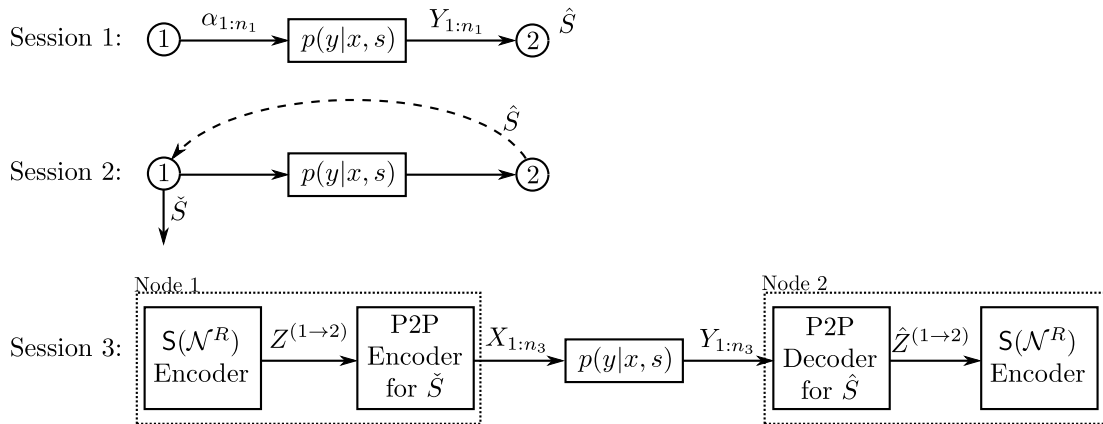 Session 1: 1 α_{1:n_1} p(y|x, s) Y_{1:n_1} 2 Ŝ
Ŝ
Session 2: 1 p(y|x, s) 2
Š
Node 1 Node 2
Session 3: S(𝒩^R) Encoder Z^{(1→2)} P2P Encoder for Š X_{1:n_3} p(y|x, s) Y_{1:n_3} P2P Decoder for Ŝ Ẑ^{(1→2)} S(𝒩^R) Encoder